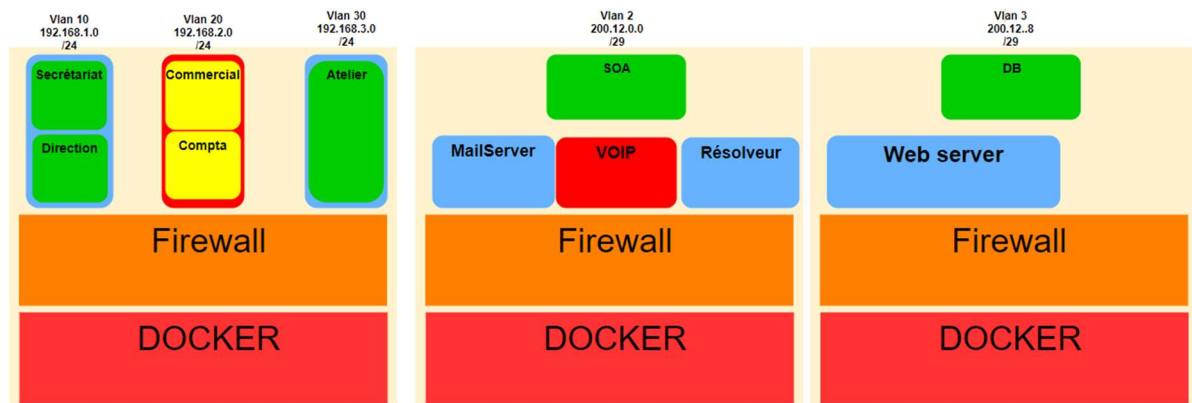 Vlan 10
192.168.1.0
/24
Vlan 20
192.168.2.0
/24
Vlan 30
192.168.3.0
/24
Secrétariat
Direction
Commercial
Compta
Atelier
Firewall
DOCKER
Vlan 2
200.12.0.0
/29
SOA
MailServer
VOIP
Résolveur
Firewall
DOCKER
Vlan 3
200.12..8
/29
DB
Web server
Firewall
DOCKER